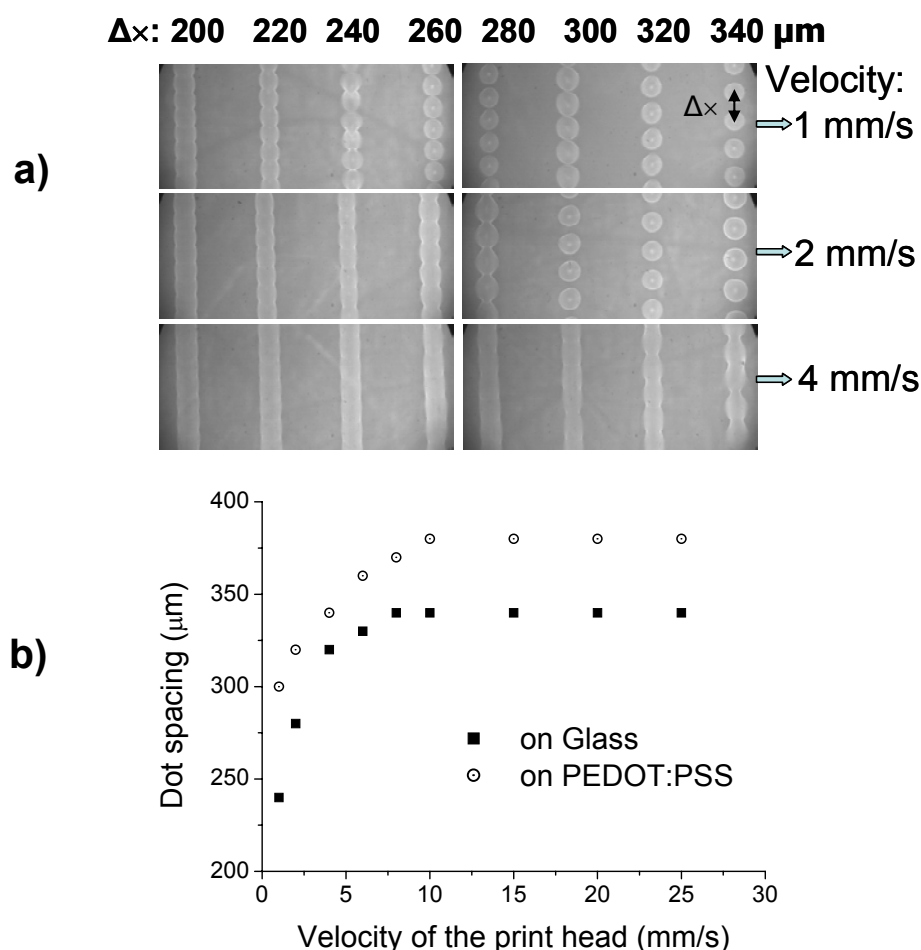 Δ×: 200 220 240 260 280 300 320 340 µm
Velocity:
a)
Δ×
1 mm/s
2 mm/s
4 mm/s
b)
Dot spacing (µm)
400
350
300
250
200
on Glass
on PEDOT:PSS
0 5 10 15 20 25 30
Velocity of the print head (mm/s)